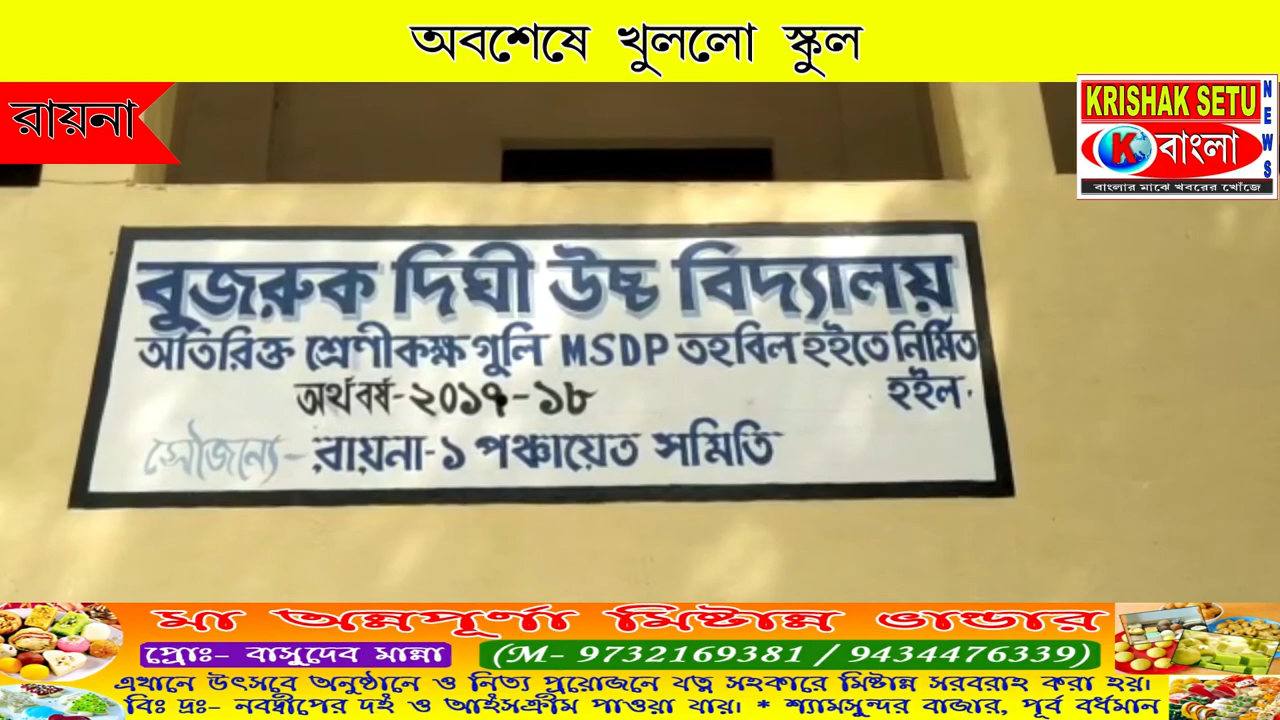 অবশেষে খুললো স্কুল
রায়না
KRISHAK SETU
NEWS
K বাংলা
বাংলার মাঝে খবরের খোঁজে
বুজরুক দিঘী উচ্চ বিদ্যালয়
অতিরিক্ত শ্রেণীকক্ষ গুলি MSDP তহবিল হইতে নির্মিত
হইল.
অর্থ বর্ষ-২০১৭-১৮
সৌজন্যে- রায়না-১ পঞ্চায়েত সমিতি
মা অন্নপূর্ণা মিষ্টান্ন ভান্ডার
প্রোঃ- বাসুদেব মান্না (M- 9732169381 / 9434476339)
এখানে উৎসবে অনুষ্ঠানে ও নিত্য প্রয়োজনে যত্ন সহকারে মিষ্টান্ন সরবরাহ করা হয়।
বিঃ দ্রঃ- নবদ্বীপের দই ও আইসক্রীম পাওয়া যায়। * শ্যামসুন্দর বাজার, পূর্ব বর্ধমান